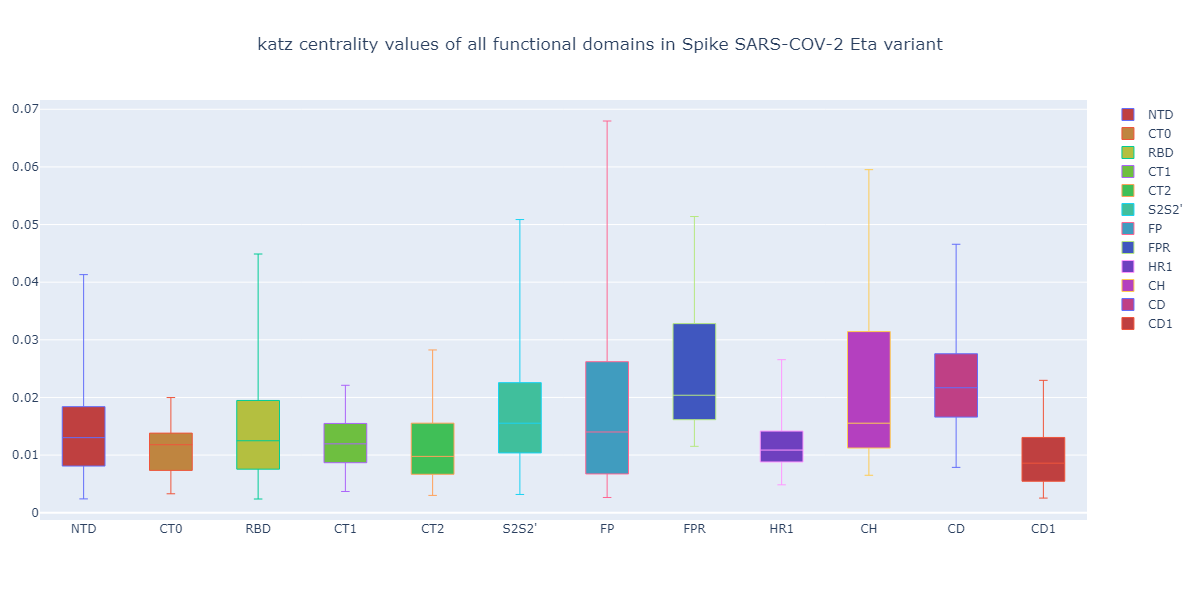 katz centrality values of all functional domains in Spike SARS-COV-2 Eta variant
0.07
0.06
0.05
0.04
0.03
0.02
0.01
0
NTD CT0 RBD CT1 CT2 S2S2' FP FPR HR1 CH CD CD1
NTD
CT0
RBD
CT1
CT2
S2S2'
FP
FPR
HR1
CH
CD
CD1